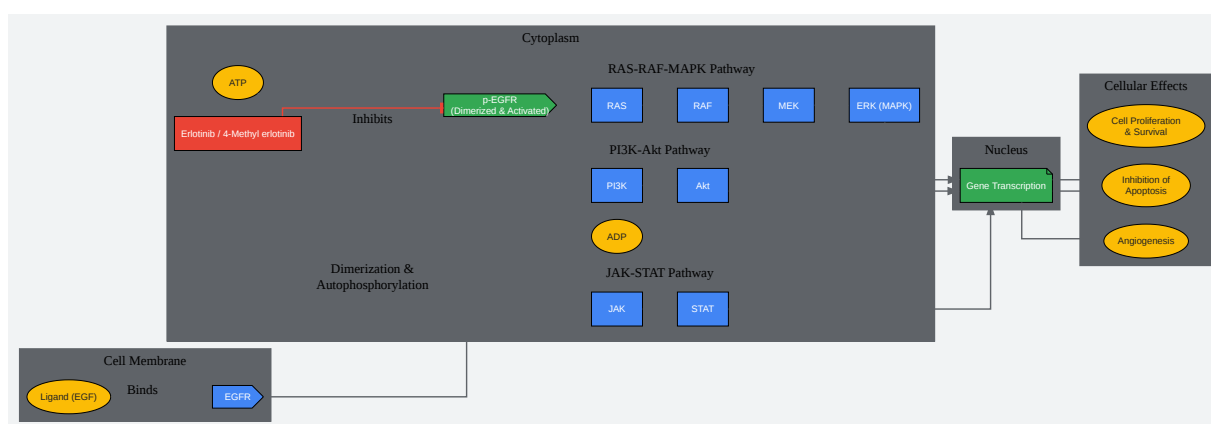 Cytoplasm
ATP
Erlotinib / 4-Methyl erlotinib
Inhibits
p-EGFR
(Dimerized & Activated)
RAS-RAF-MAPK Pathway
RAS
RAF
MEK
ERK (MAPK)
PI3K-Akt Pathway
PI3K
Akt
ADP
Dimerization &
Autophosphorylation
JAK-STAT Pathway
JAK
STAT
Cell Membrane
Ligand (EGF)
Binds
EGFR
Nucleus
Gene Transcription
Cellular Effects
Cell Proliferation
& Survival
Inhibition of
Apoptosis
Angiogenesis